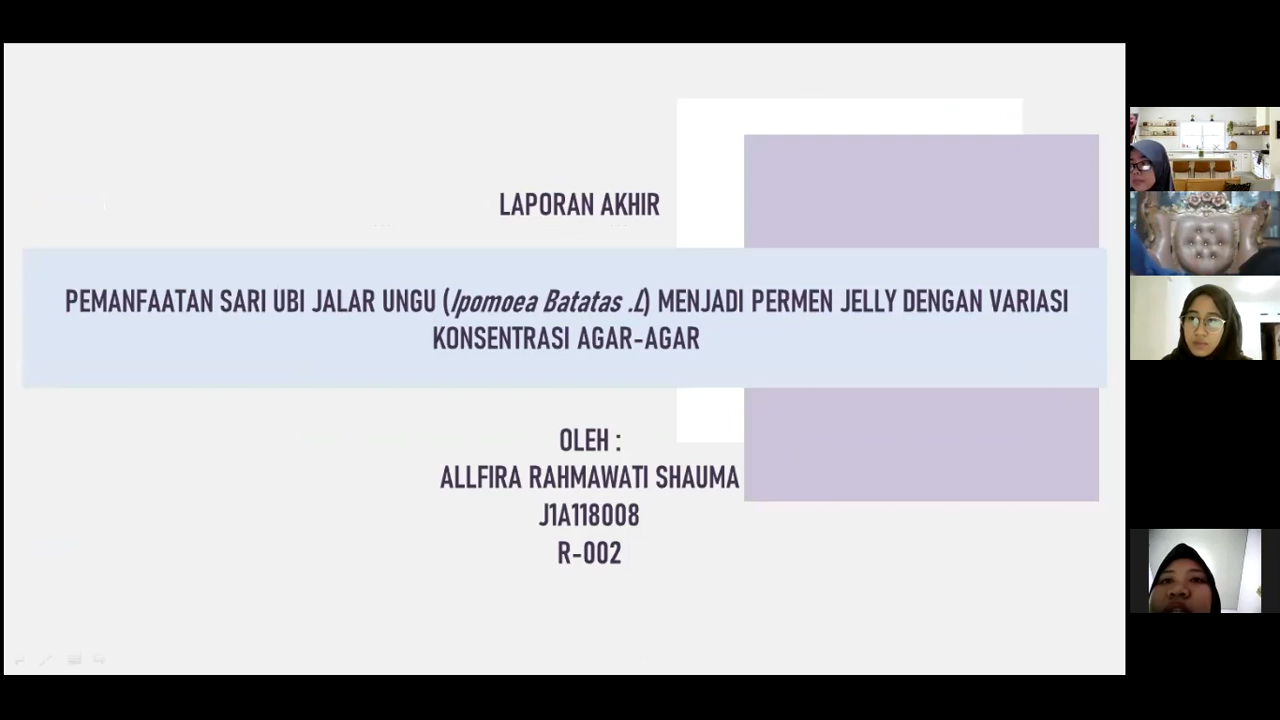 LAPORAN AKHIR
PEMANFAATAN SARI UBI JALAR UNGU (Ipomoea Batatas .L) MENJADI PERMEN JELLY DENGAN VARIASI
KONSENTRASI AGAR-AGAR
OLEH :
ALLFIRA RAHMAWATI SHAUMA
J1A118008
R-002